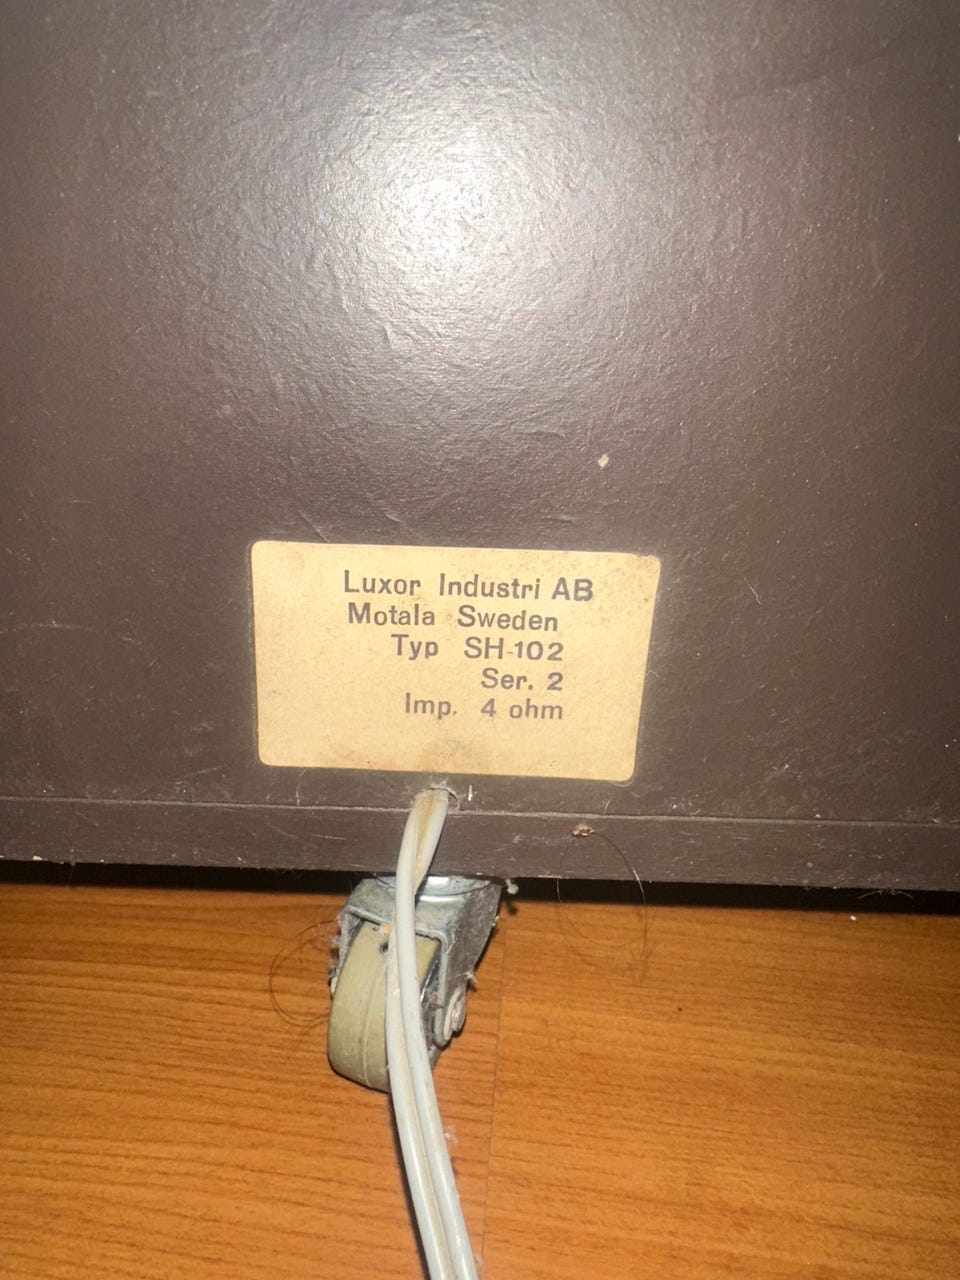 Luxor Industri AB
Motala Sweden
Typ SH-102
Ser. 2
Imp. 4 ohm